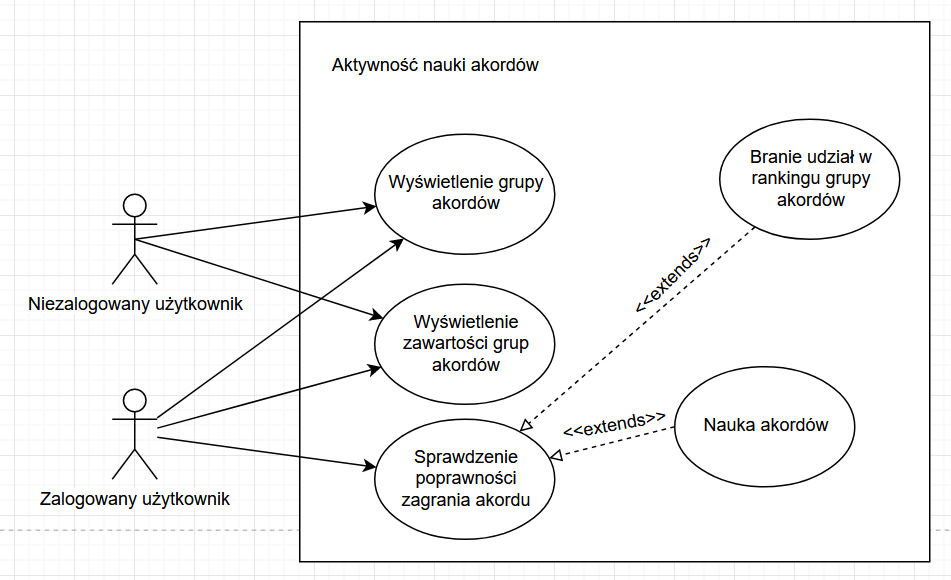 Aktywność nauki akordów
Wyświetlenie grupy
akordów
Branie udział w
rankingu grupy
akordów
<<extends>>
Niezalogowany użytkownik
Wyświetlenie
zawartości grup
akordów
<<extends>>
Nauka akordów
Sprawdzenie
poprawności
zagrania akordu
Zalogowany użytkownik